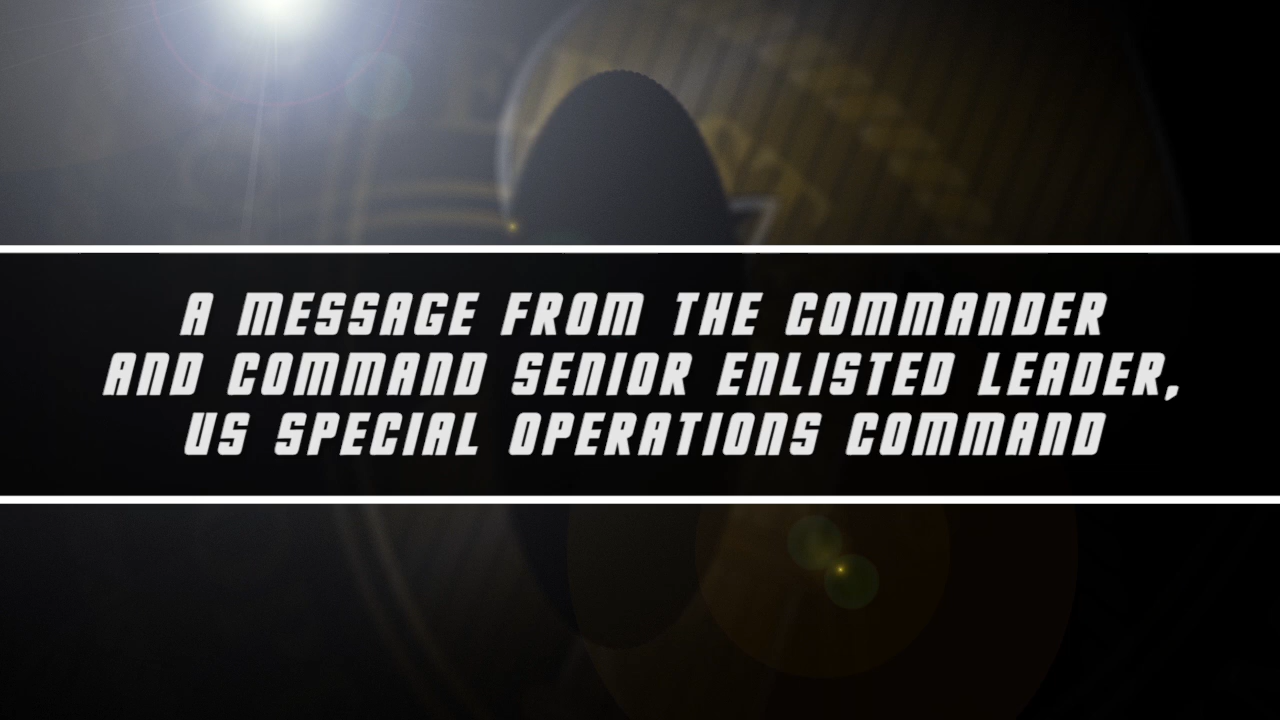 A MESSAGE FROM THE COMMANDER
AND COMMAND SENIOR ENLISTED LEADER,
US SPECIAL OPERATIONS COMMAND